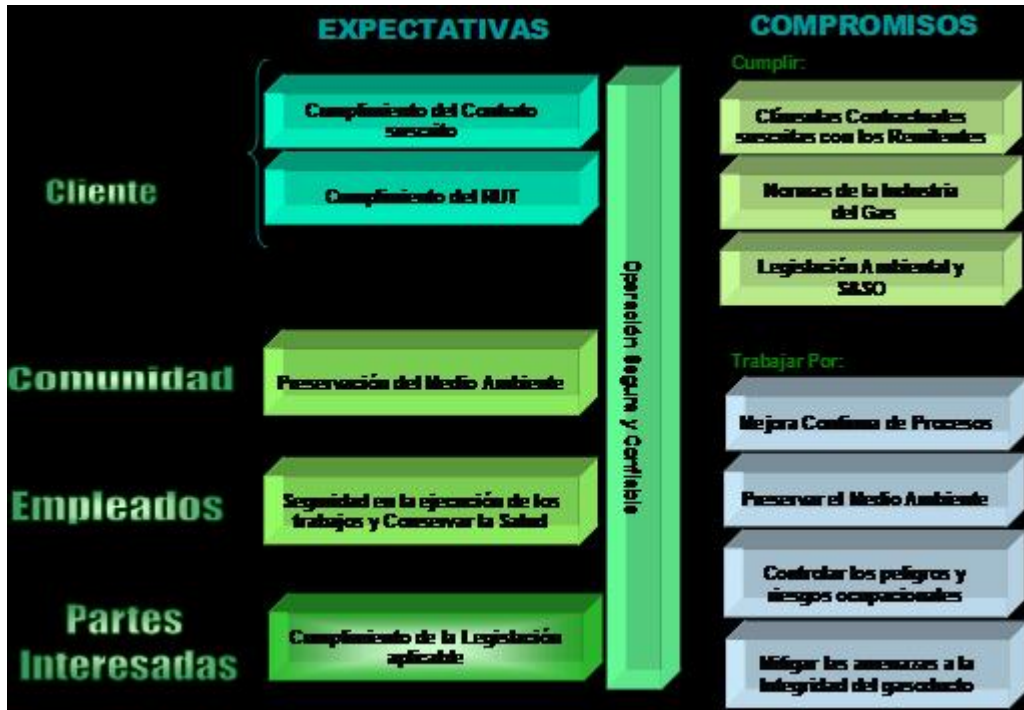 EXPECTATIVAS
COMPROMISOS
Cumplir:
Cliente
Cumplimiento del Contrato
suscrito
Cumplimiento del RUT
Cláusulas Contractuales
suscritas con los Remitentes
Normas de la Industria
del Gas
Legislación Ambiental y
S&SO
Operación Segura y Confiable
Comunidad
Preservación del Medio Ambiente
Empleados
Seguridad en la ejecución de los
trabajos y Conservar la Salud
Partes
Interesadas
Cumplimiento de la Legislación
aplicable
Trabajar Por:
Mejora Continua de Procesos
Preservar el Medio Ambiente
Controlar los peligros y
riesgos ocupacionales
Mitigar las amenazas a la
Integridad del gasoducto